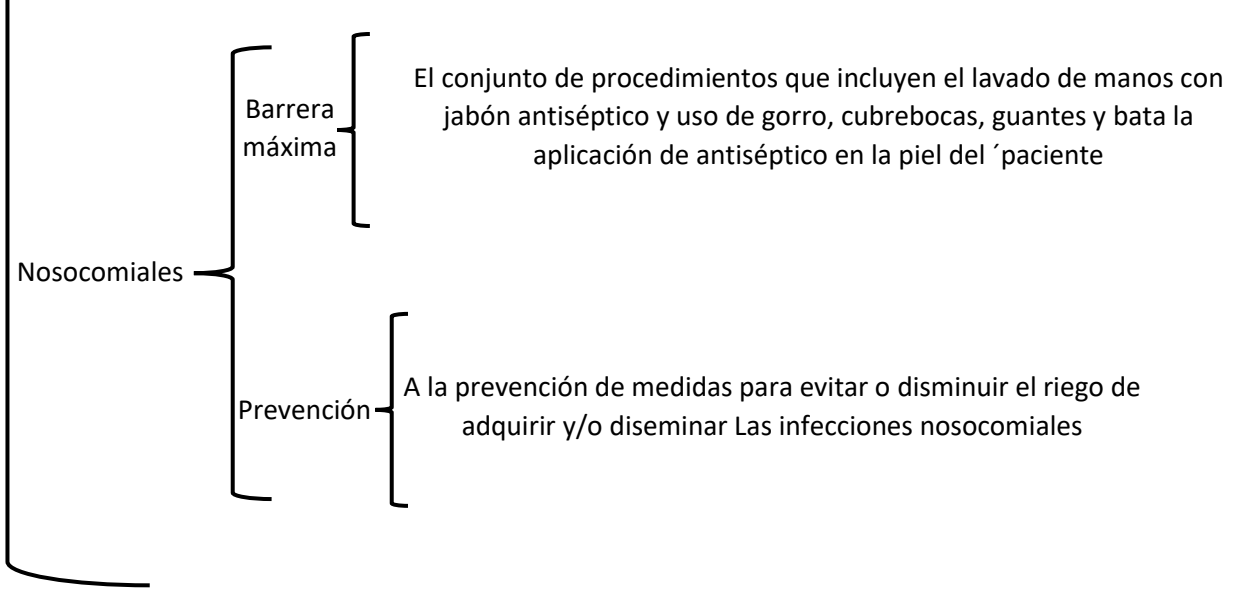 El conjunto de procedimientos que incluyen el lavado de manos con
jabón antiséptico y uso de gorro, cubrebocas, guantes y bata la
aplicación de antiséptico en la piel del ´paciente
Barrera
máxima
Nosocomiales
Prevención
A la prevención de medidas para evitar o disminuir el riego de
adquirir y/o diseminar Las infecciones nosocomiales